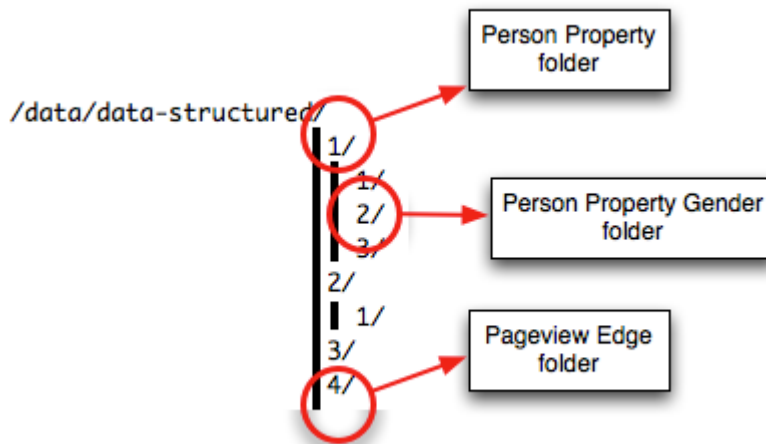 Person Property
folder
/data/data-structured/
1/
1/
2/
Person Property Gender
folder
3/
2/
1/
Pageview Edge
folder
3/
4/